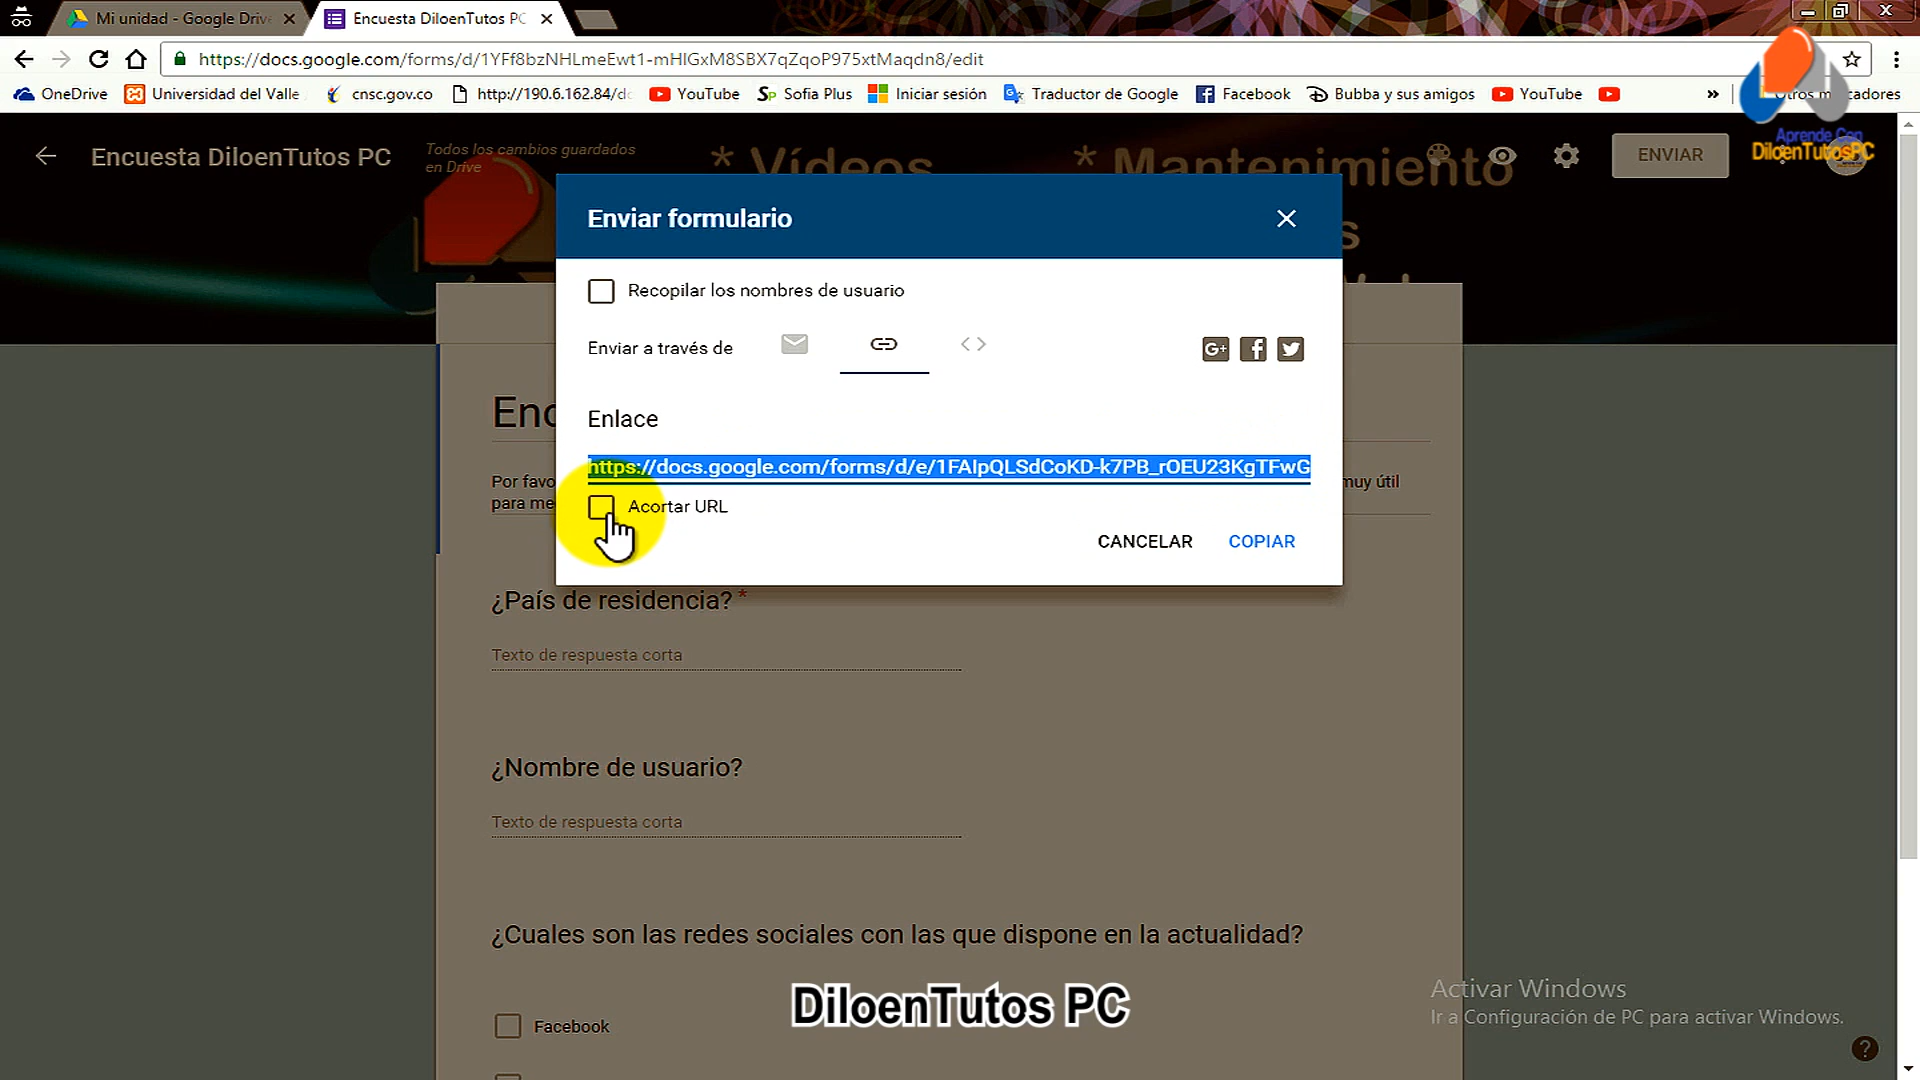 Mi unidad - Google Drive
Encuesta DiloenTutos PC
https://docs.google.com/forms/d/1YFf8bzNHLmeEwt1-mHlGxM8SBX7qZqoP975xtMaqdn8/edit
OneDrive
Universidad del Valle
cnsc.gov.co
http://190.6.162.84/dc
YouTube
Sofia Plus
Iniciar sesión
Traductor de Google
Facebook
Bubba y sus amigos
YouTube
» Otros marcadores
Aprende Con
DiloenTutosPC
Encuesta DiloenTutos PC
Todos los cambios guardados
en Drive
* Vídeos
* Mantenimiento
ENVIAR
Enviar formulario
Recopilar los nombres de usuario
Enviar a través de
Enlace
https://docs.google.com/forms/d/e/1FAIpQLSdCoKD-k7PB_rOEU23KgTFwG
Acortar URL
CANCELAR
COPIAR
Enc
Por favo
muy útil
para me
¿País de residencia? *
Texto de respuesta corta
¿Nombre de usuario?
Texto de respuesta corta
¿Cuales son las redes sociales con las que dispone en la actualidad?
Facebook
DiloenTutos PC
Activar Windows
Ir a Configuración de PC para activar Windows.